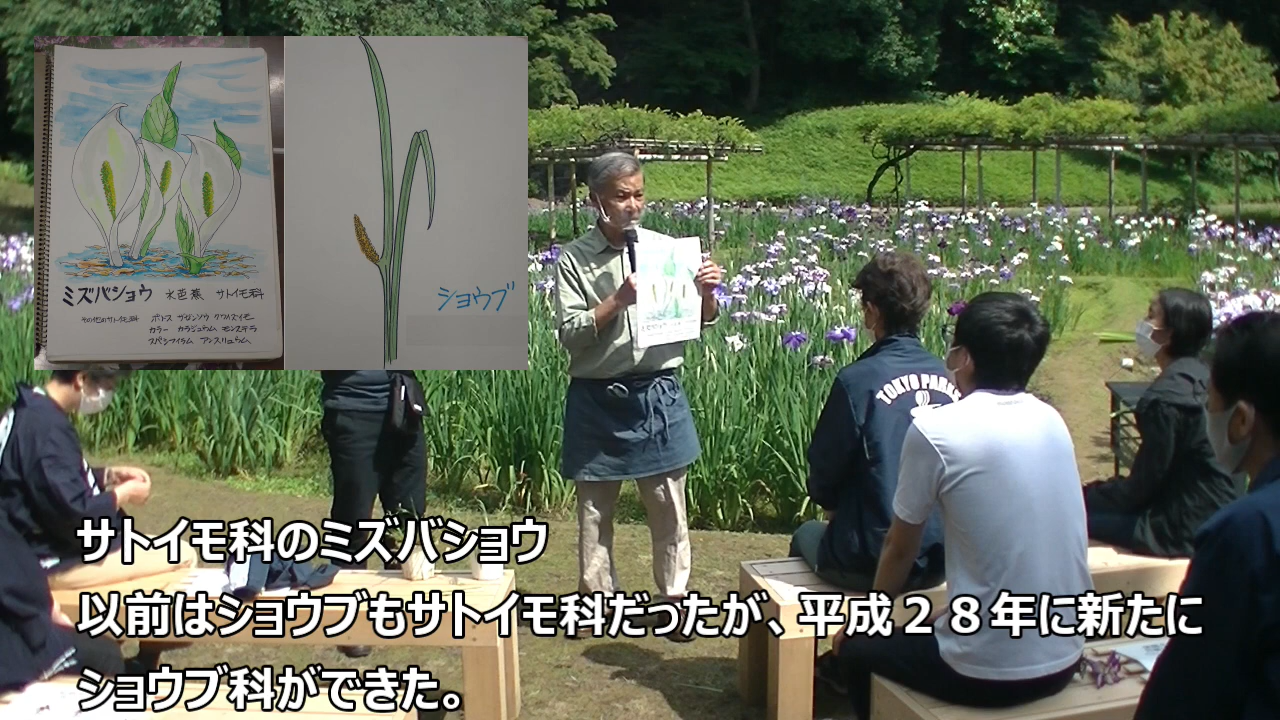 ミズバショウ 水芭蕉 サトイモ科
その他のサトイモ科 ポトス ザゼンソウ クワズイモ
カラー カラジュウム モンステラ
スパシフィラム アンスリュウム
ショウブ
TOKYO PARKS
サトイモ科のミズバショウ
以前はショウブもサトイモ科だったが、平成２８年に新たに
ショウブ科ができた。